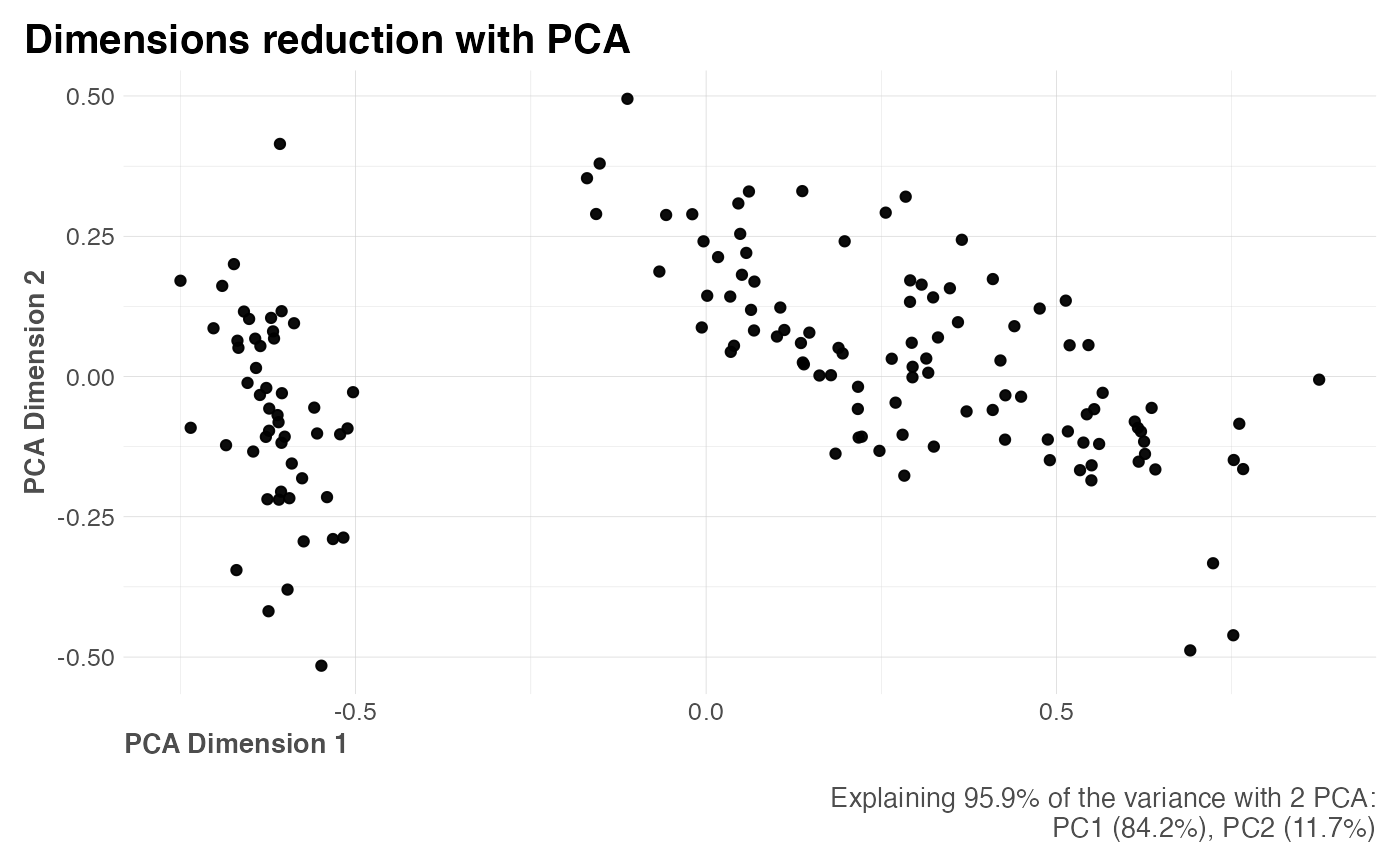 Dimensions reduction with PCA
0.50
0.25
0.00
-0.25
-0.50
PCA Dimension 2
-0.5
0.0
0.5
PCA Dimension 1
Explaining 95.9% of the variance with 2 PCA:
PC1 (84.2%), PC2 (11.7%)